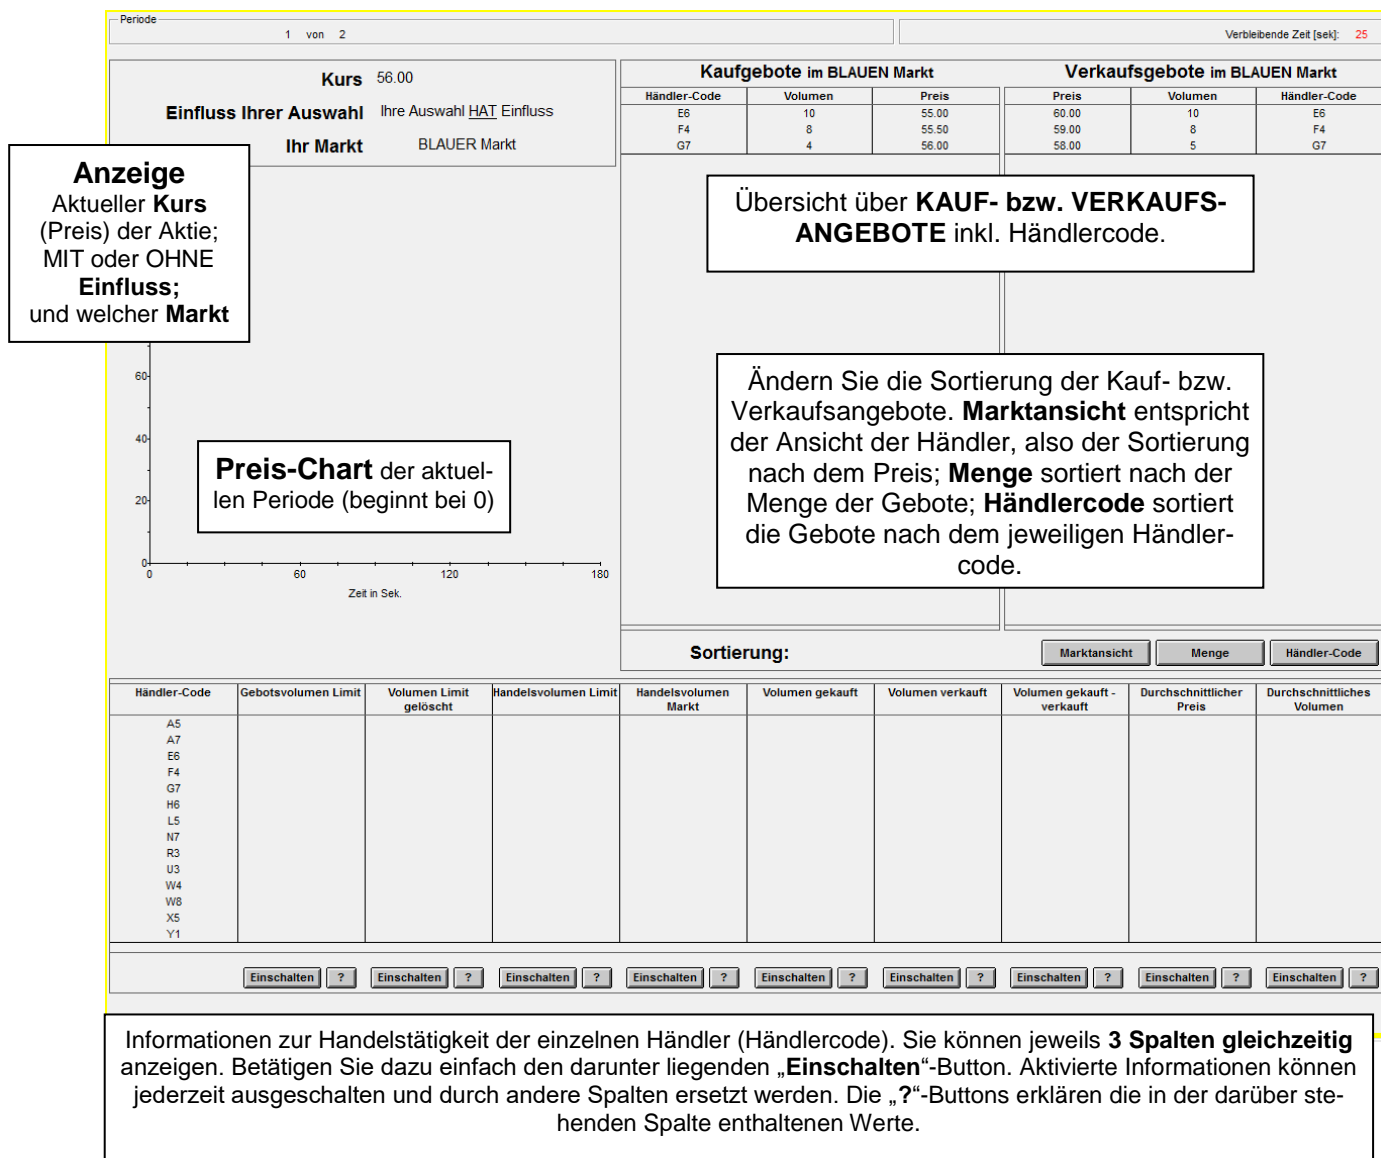 Periode
1 von 2
Verbleibende Zeit [sek]: 25
Kurs 56.00
Einfluss Ihrer Auswahl Ihre Auswahl HAT Einfluss
Ihr Markt BLAUER Markt
Anzeige
Aktueller Kurs
(Preis) der Aktie;
MIT oder OHNE
Einfluss;
und welcher Markt
Kaufgebote im BLAUEN Markt
Händler-Code Volumen Preis
E6 10 55.00
F4 8 55.50
G7 4 56.00
Verkaufsgebote im BLAUEN Markt
Preis Volumen Händler-Code
60.00 10 E6
59.00 8 F4
58.00 5 G7
Übersicht über KAUF- bzw. VERKAUFS-
ANGEBOTE inkl. Händlercode.
Ändern Sie die Sortierung der Kauf- bzw.
Verkaufsangebote. Marktansicht entspricht
der Ansicht der Händler, also der Sortierung
nach dem Preis; Menge sortiert nach der
Menge der Gebote; Händlercode sortiert
die Gebote nach dem jeweiligen Händler-
code.
60
40
20
0
Preis-Chart der aktuel-
len Periode (beginnt bei 0)
0 60 120 180
Zeit in Sek.
Sortierung: Marktansicht Menge Händler-Code
Händler-Code Gebotsvolumen Limit Volumen Limit gelöscht Handelsvolumen Limit Handelsvolumen Markt Volumen gekauft Volumen verkauft Volumen gekauft - verkauft Durchschnittlicher Preis Durchschnittliches Volumen
A5
A7
E6
F4
G7
H6
L5
N7
R3
U3
W4
W8
X5
Y1
Einschalten ? Einschalten ? Einschalten ? Einschalten ? Einschalten ? Einschalten ? Einschalten ? Einschalten ? Einschalten ?
Informationen zur Handelstätigkeit der einzelnen Händler (Händlercode). Sie können jeweils 3 Spalten gleichzeitig
anzeigen. Betätigen Sie dazu einfach den darunter liegenden „Einschalten“-Button. Aktivierte Informationen können
jederzeit ausgeschalten und durch andere Spalten ersetzt werden. Die „?“-Buttons erklären die in der darüber ste-
henden Spalte enthaltenen Werte.